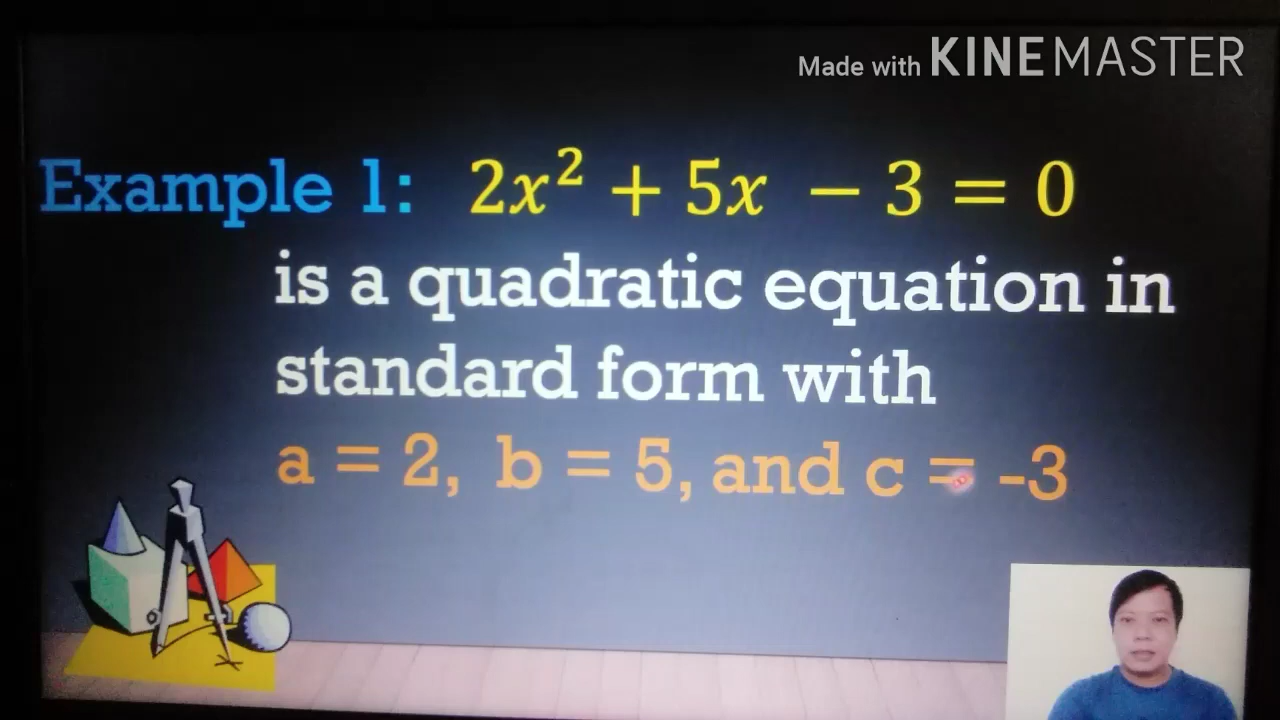 Made with KINEMASTER
Example 1: 2x² + 5x − 3 = 0
is a quadratic equation in
standard form with
a = 2, b = 5, and c = -3